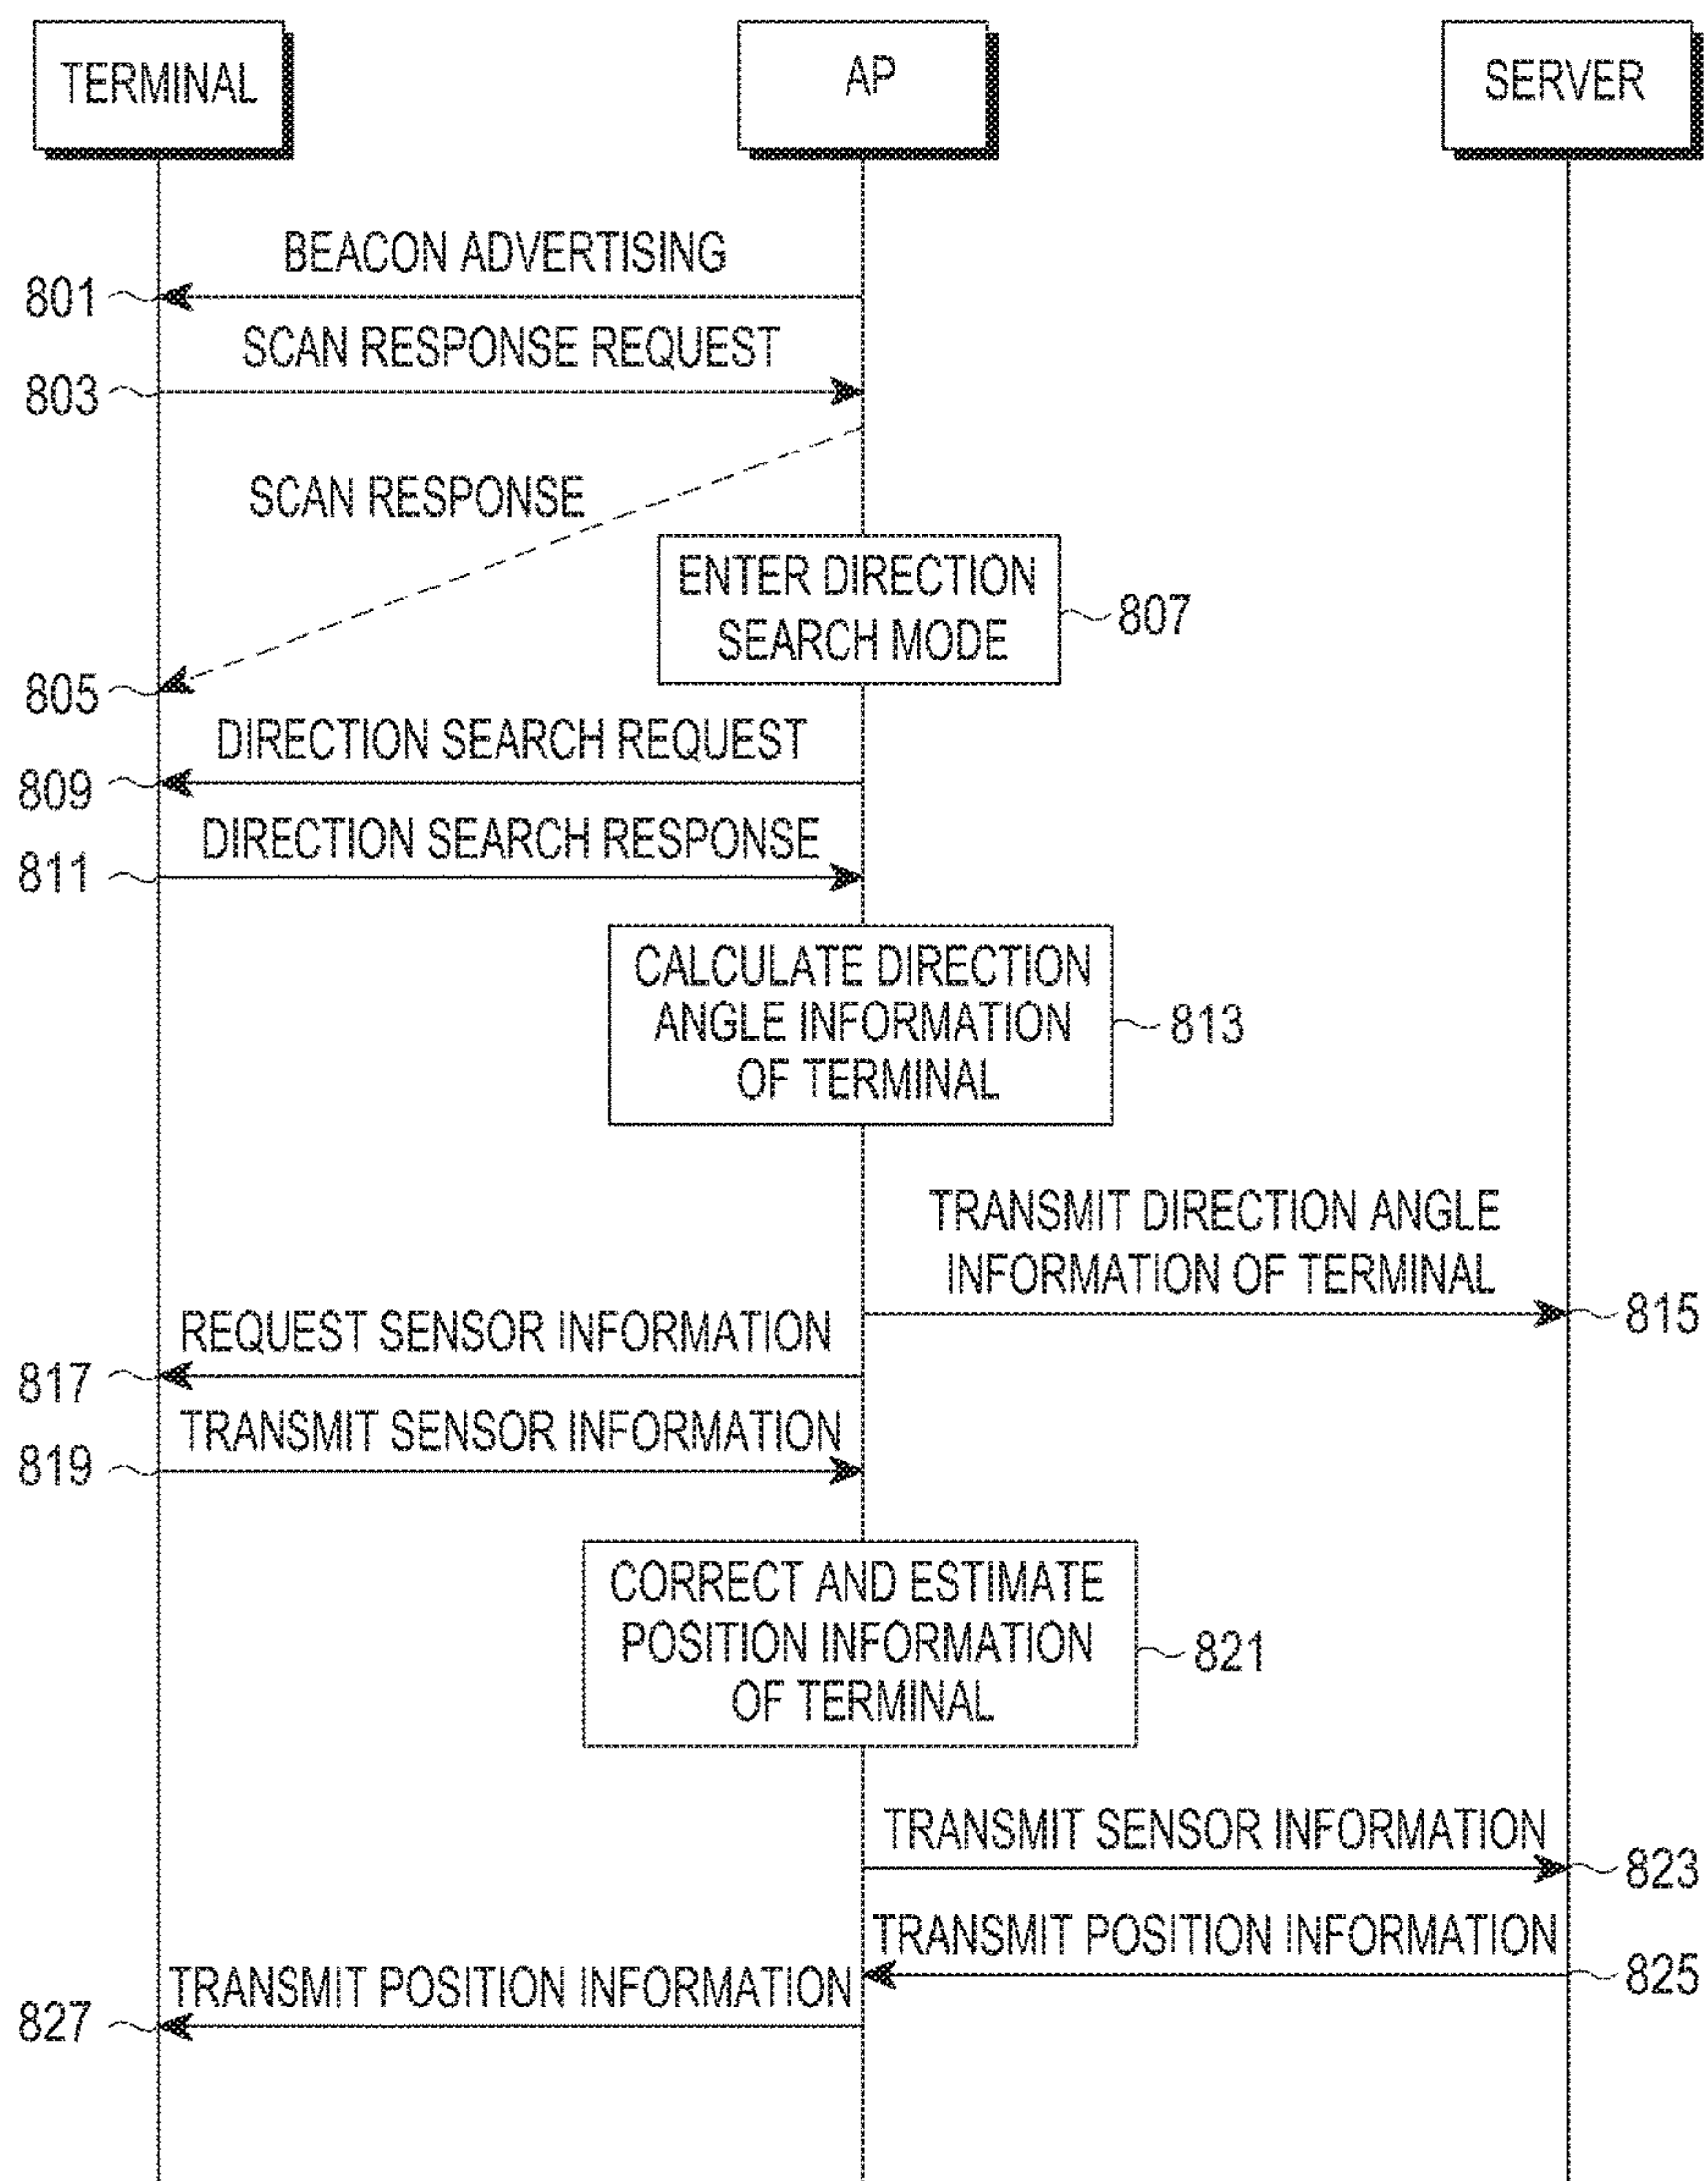 TERMINAL
AP
SERVER
BEACON ADVERTISING
801
SCAN RESPONSE REQUEST
803
SCAN RESPONSE
ENTER DIRECTION
SEARCH MODE
807
805
DIRECTION SEARCH REQUEST
809
DIRECTION SEARCH RESPONSE
811
CALCULATE DIRECTION
ANGLE INFORMATION
OF TERMINAL
813
TRANSMIT DIRECTION ANGLE
INFORMATION OF TERMINAL
815
REQUEST SENSOR INFORMATION
817
TRANSMIT SENSOR INFORMATION
819
CORRECT AND ESTIMATE
POSITION INFORMATION
OF TERMINAL
821
TRANSMIT SENSOR INFORMATION
823
TRANSMIT POSITION INFORMATION
825
TRANSMIT POSITION INFORMATION
827